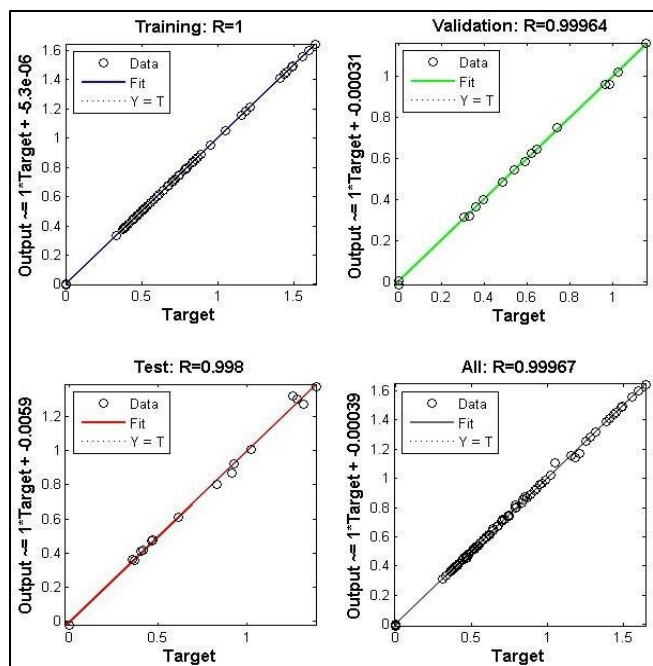 Training: R=1
Output ~= 1*Target + -5.3e-06
1.6
1.4
1.2
1
0.8
0.6
0.4
0.2
0
Data
Fit
Y = T
0
0.5
1
1.5
Target
Validation: R=0.99964
Output ~= 1*Target + -0.00031
1
0.8
0.6
0.4
0.2
0
Data
Fit
Y = T
0
0.2
0.4
0.6
0.8
1
Target
Test: R=0.998
Output ~= 1*Target + -0.0059
1.2
1
0.8
0.6
0.4
0.2
0
Data
Fit
Y = T
0
0.5
1
Target
All: R=0.99967
Output ~= 1*Target + -0.00039
1.6
1.4
1.2
1
0.8
0.6
0.4
0.2
0
Data
Fit
Y = T
0
0.5
1
1.5
Target